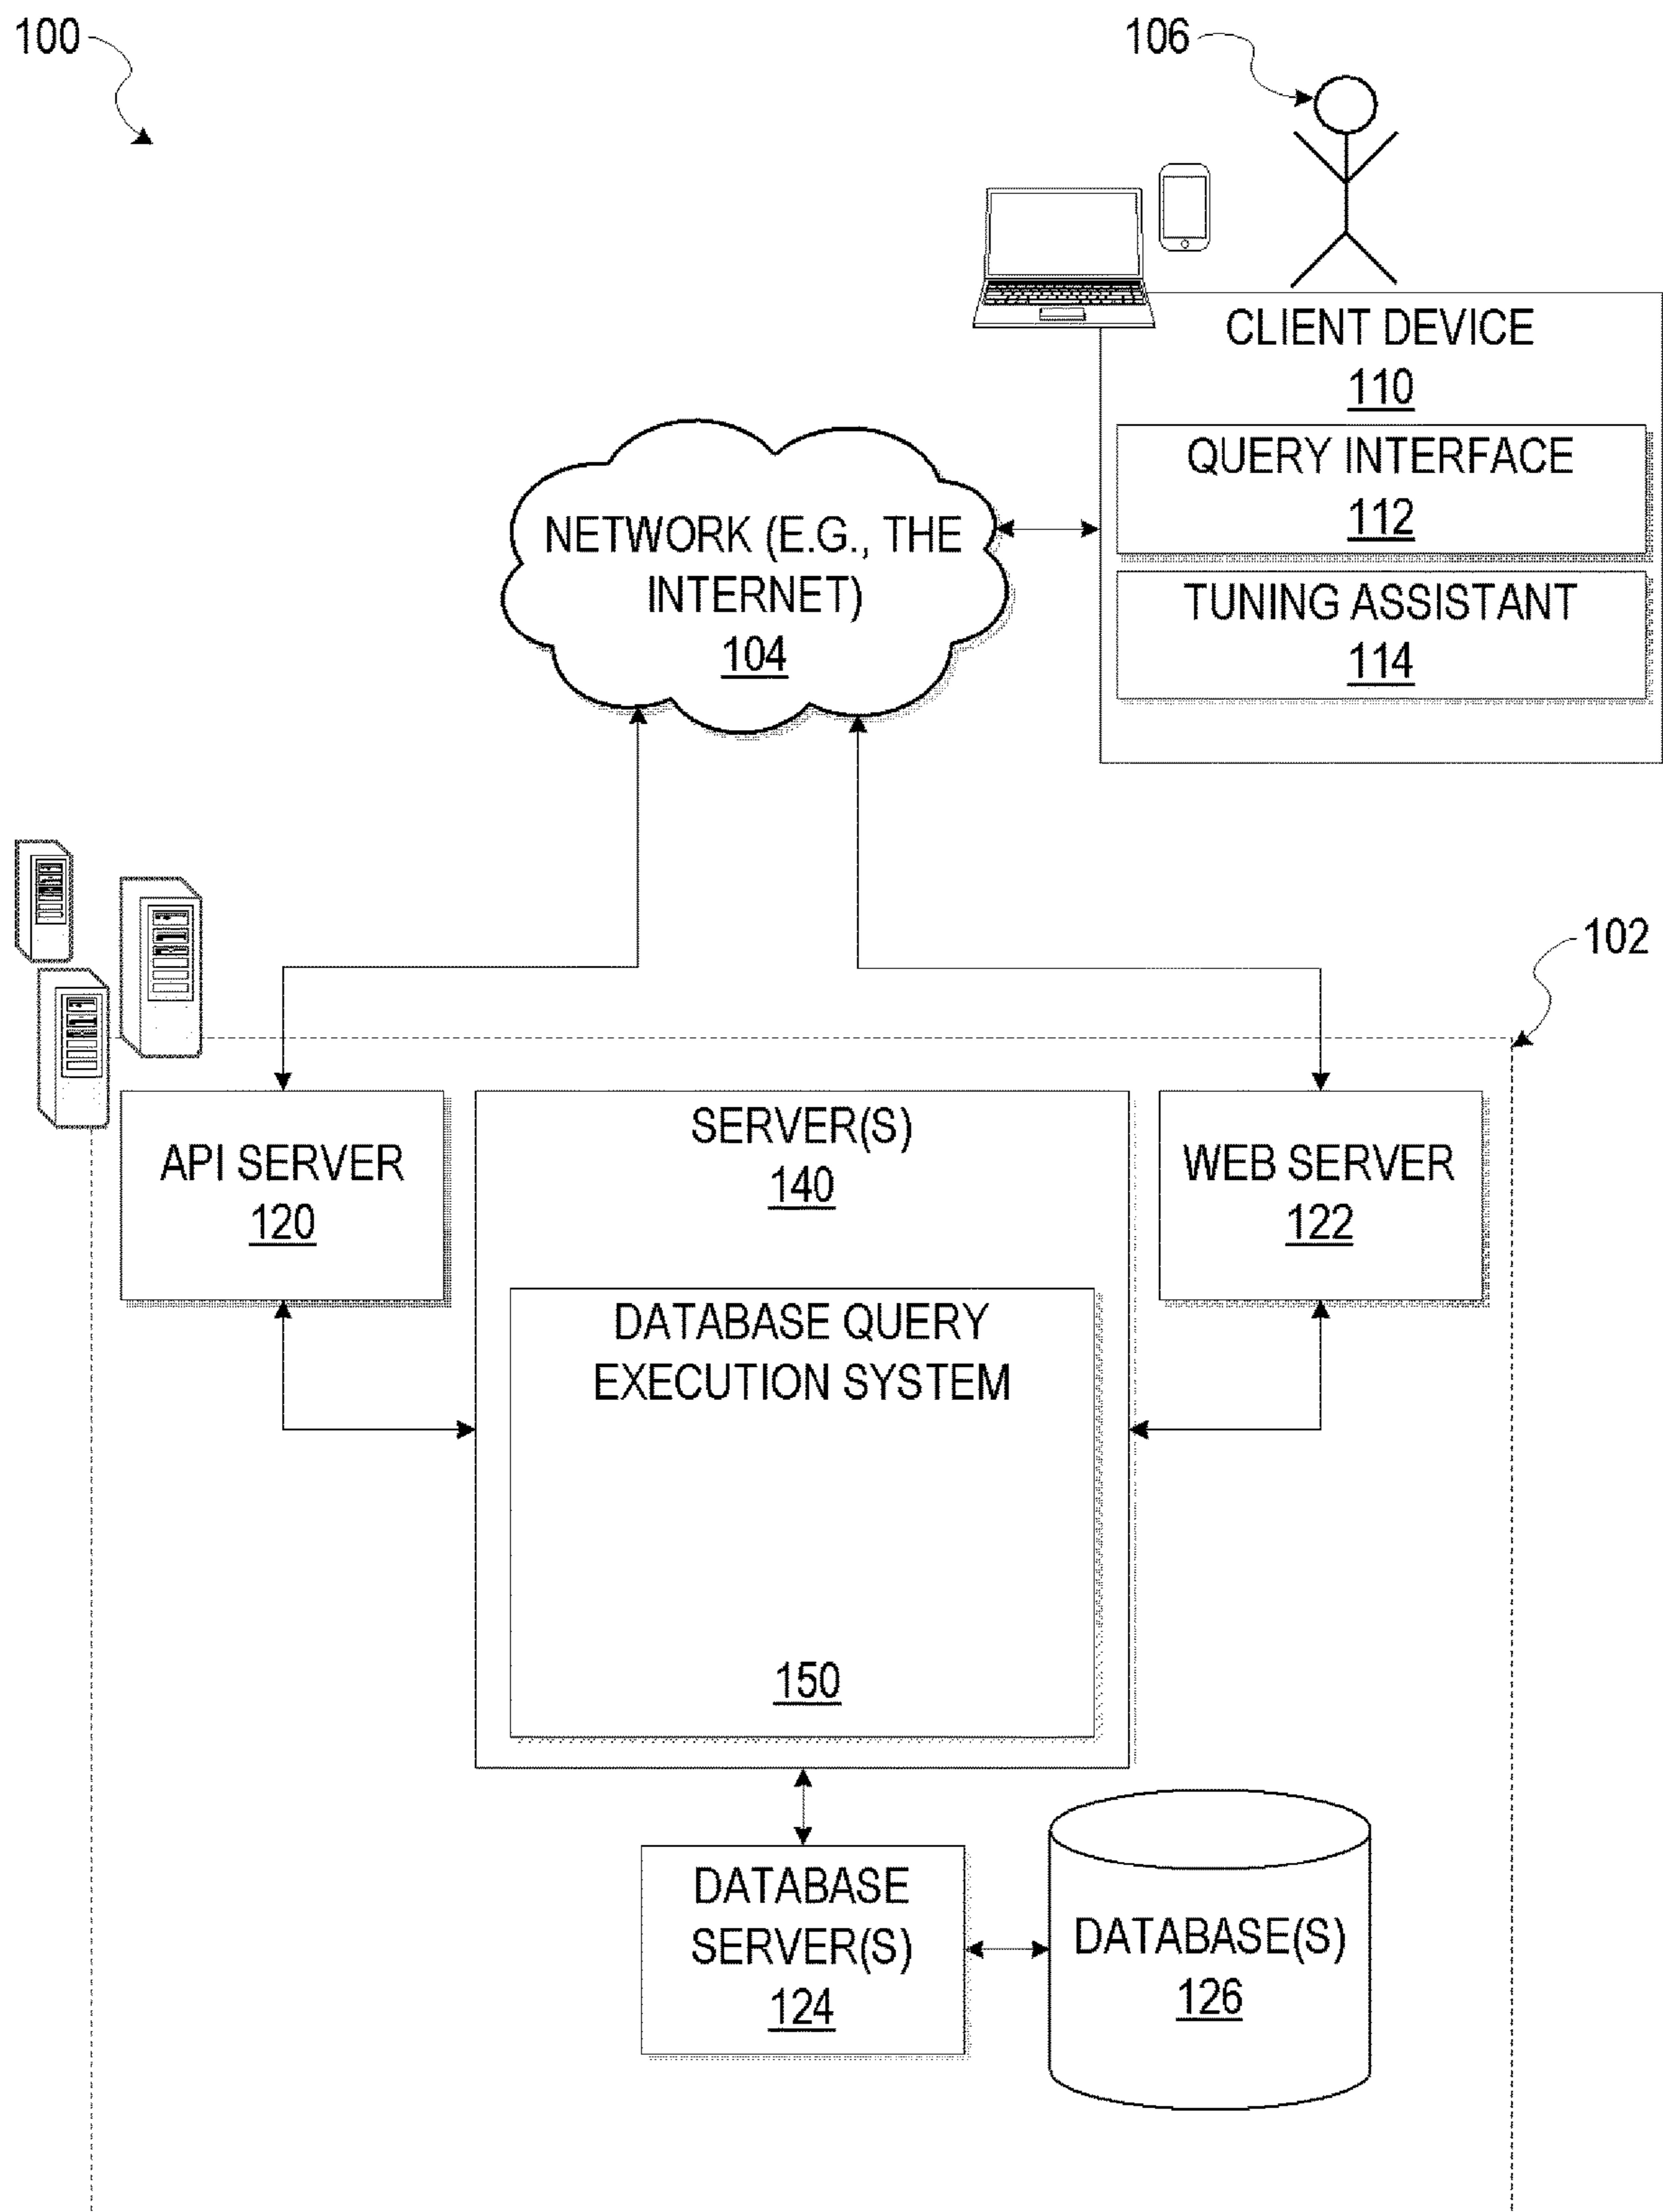 100
106
CLIENT DEVICE
110
QUERY INTERFACE
112
TUNING ASSISTANT
114
NETWORK (E.G., THE
INTERNET)
104
102
API SERVER
120
SERVER(S)
140
WEB SERVER
122
DATABASE QUERY
EXECUTION SYSTEM
150
DATABASE
SERVER(S)
124
DATABASE(S)
126